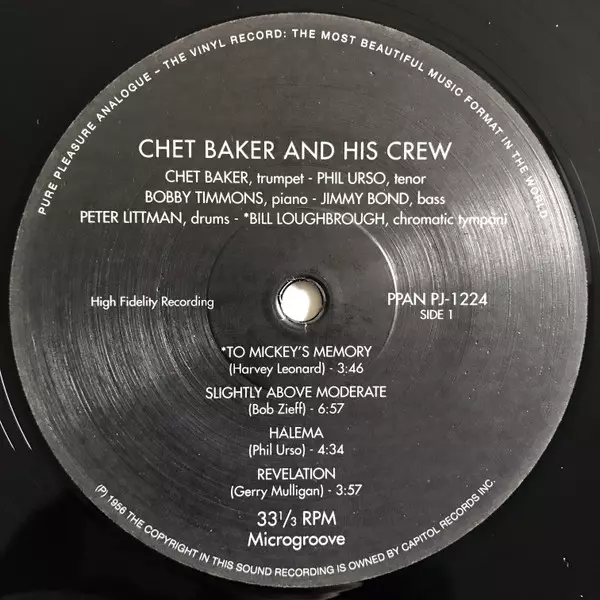 PURE PLEASURE ANALOGUE – THE VINYL RECORD: THE MOST BEAUTIFUL MUSIC FORMAT IN THE WORLD
CHET BAKER AND HIS CREW
CHET BAKER, trumpet - PHIL URSO, tenor
BOBBY TIMMONS, piano - JIMMY BOND, bass
PETER LITTMAN, drums - *BILL LOUGHBROUGH, chromatic tympani
High Fidelity Recording
PPAN PJ-1224
SIDE 1
*TO MICKEY'S MEMORY
(Harvey Leonard) - 3:46
SLIGHTLY ABOVE MODERATE
(Bob Zieff) - 6:57
HALEMA
(Phil Urso) - 4:34
REVELATION
(Gerry Mulligan) - 3:57
33 1/3 RPM
Microgroove
(P) 1956 THE COPYRIGHT IN THIS SOUND RECORDING IS OWNED BY CAPITOL RECORDS INC.